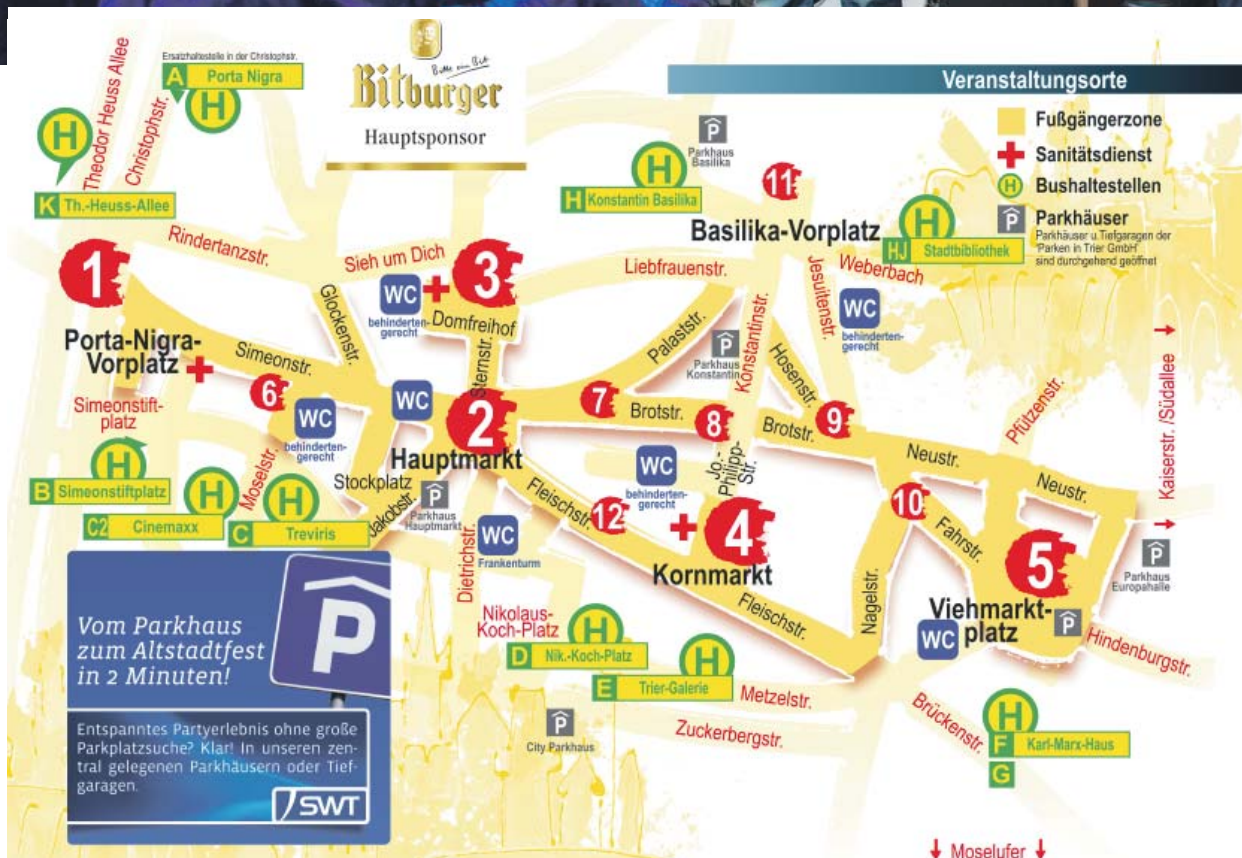 Ersatzhaltestelle in der Christophstr.
A Porta Nigra
H
H
K Th.-Heuss-Allee
Theodor Heuss Allee
Christophstr.
Bitte ein Bit
Bitburger
Hauptsponsor
Veranstaltungsorte
Fußgängerzone
Sanitätsdienst
H Bushaltestellen
P Parkhäuser
Parkhäuser u. Tiefgaragen der
"Parken in Trier GmbH"
sind durchgehend geöffnet
P
Parkhaus
Basilika
H
H Konstantin Basilika
11
Basilika-Vorplatz
H
HJ Stadtbibliothek
Rindertanzstr.
Sieh um Dich
Liebfrauenstr.
Weberbach
Jesuitenstr.
1
3
WC
behinderten-
gerecht
Domfreihof
Glockenstr.
Sternstr.
Palaststr.
Konstantinstr.
P
Parkhaus
Konstantin
Hosenstr.
WC
behinderten-
gerecht
Porta-Nigra-
Vorplatz
Simeonstr.
Simeonstift-
platz
6
WC
behinderten-
gerecht
WC
2
Hauptmarkt
7
Brotstr.
8
Brotstr.
9
Neustr.
Pfützenstr.
Kaiserstr. /Südallee
Neustr.
H
B Simeonstiftplatz
H
C2 Cinemaxx
Moselstr.
H
C Treviris
Stockplatz
Jakobstr.
P
Parkhaus
Hauptmarkt
Fleischstr.
12
WC
behinderten-
gerecht
Jo.-
Philipp-
Str.
4
Kornmarkt
10
Fahrstr.
5
Viehmarkt-
platz
P
WC
P
Parkhaus
Europahalle
Hindenburgstr.
Dietrichstr.
WC
Frankenturm
Fleischstr.
Nagelstr.
Nikolaus-
Koch-Platz
H
D Nik.-Koch-Platz
H
E Trier-Galerie
Metzelstr.
Zuckerbergstr.
P
City Parkhaus
Brückenstr.
H
F Karl-Marx-Haus
G
Moselufer
P
Vom Parkhaus
zum Altstadtfest
in 2 Minuten!
Entspanntes Partyerlebnis ohne große
Parkplatzsuche? Klar! In unseren zen-
tral gelegenen Parkhäusern oder Tief-
garagen.
SWT